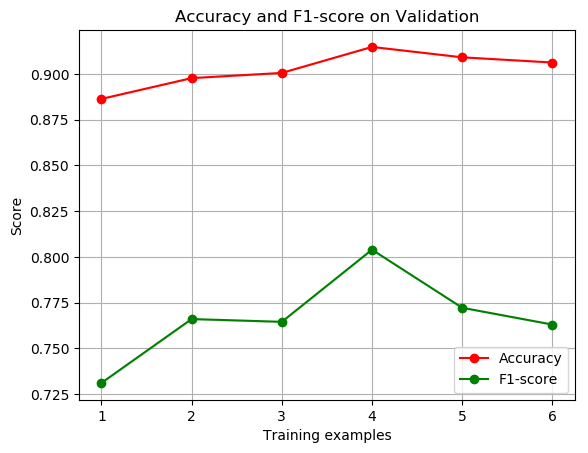 Accuracy and F1-score on Validation
Score
0.900
0.875
0.850
0.825
0.800
0.775
0.750
0.725
1 2 3 4 5 6
Training examples
Accuracy
F1-score